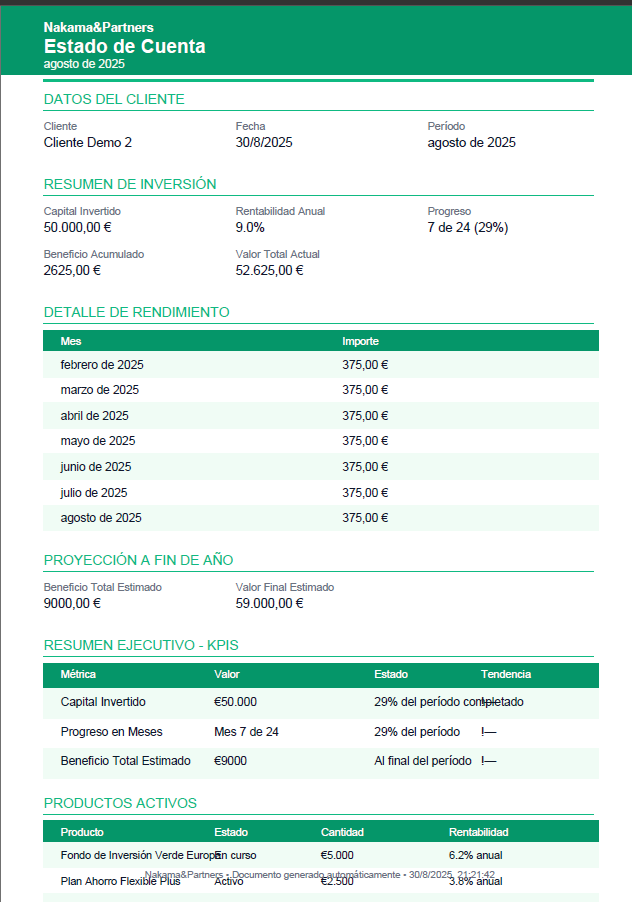 Nakama&Partners
Estado de Cuenta
agosto de 2025
DATOS DEL CLIENTE
Cliente Fecha Período
Cliente Demo 2 30/8/2025 agosto de 2025
RESUMEN DE INVERSIÓN
Capital Invertido Rentabilidad Anual Progreso
50.000,00 € 9.0% 7 de 24 (29%)
Beneficio Acumulado Valor Total Actual
2625,00 € 52.625,00 €
DETALLE DE RENDIMIENTO
Mes Importe
febrero de 2025 375,00 €
marzo de 2025 375,00 €
abril de 2025 375,00 €
mayo de 2025 375,00 €
junio de 2025 375,00 €
julio de 2025 375,00 €
agosto de 2025 375,00 €
PROYECCIÓN A FIN DE AÑO
Beneficio Total Estimado Valor Final Estimado
9000,00 € 59.000,00 €
RESUMEN EJECUTIVO - KPIS
Métrica Valor Estado Tendencia
Capital Invertido €50.000 29% del período completado !—
Progreso en Meses Mes 7 de 24 29% del período !—
Beneficio Total Estimado €9000 Al final del período !—
PRODUCTOS ACTIVOS
Producto Estado Cantidad Rentabilidad
Fondo de Inversión Verde Europa En curso €5.000 6.2% anual
Nakama&Partners • Documento generado automáticamente • 30/8/2025, 21:21:42
Plan Ahorro Flexible Plus Activo €2.500 3.8% anual